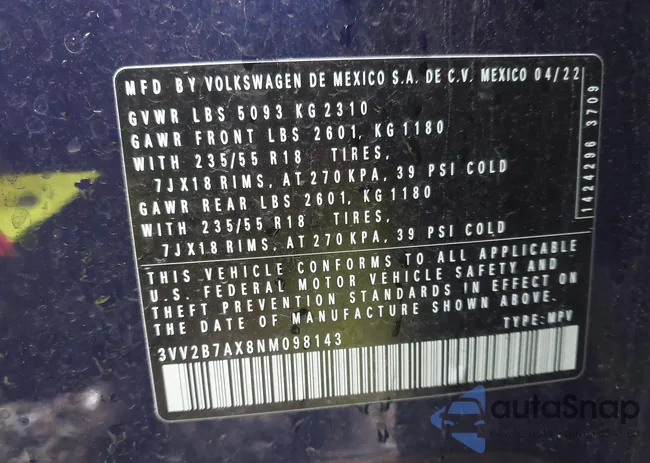 MFD BY VOLKSWAGEN DE MEXICO S.A. DE C.V. MEXICO 04/22
GVWR LBS 5093 KG 2310
GAWR FRONT LBS 2601, KG 1180
WITH 235/55 R18 TIRES,
7JX18 RIMS, AT 270 KPA, 39 PSI COLD
GAWR REAR LBS 2601, KG 1180
WITH 235/55 R18 TIRES,
7JX18 RIMS, AT 270 KPA, 39 PSI COLD
1424296 3709
THIS VEHICLE CONFORMS TO ALL APPLICABLE
U.S. FEDERAL MOTOR VEHICLE SAFETY AND
THEFT PREVENTION STANDARDS IN EFFECT ON
THE DATE OF MANUFACTURE SHOWN ABOVE.
TYPE: MPV
3VV2B7AX8NM098143
autoSnap